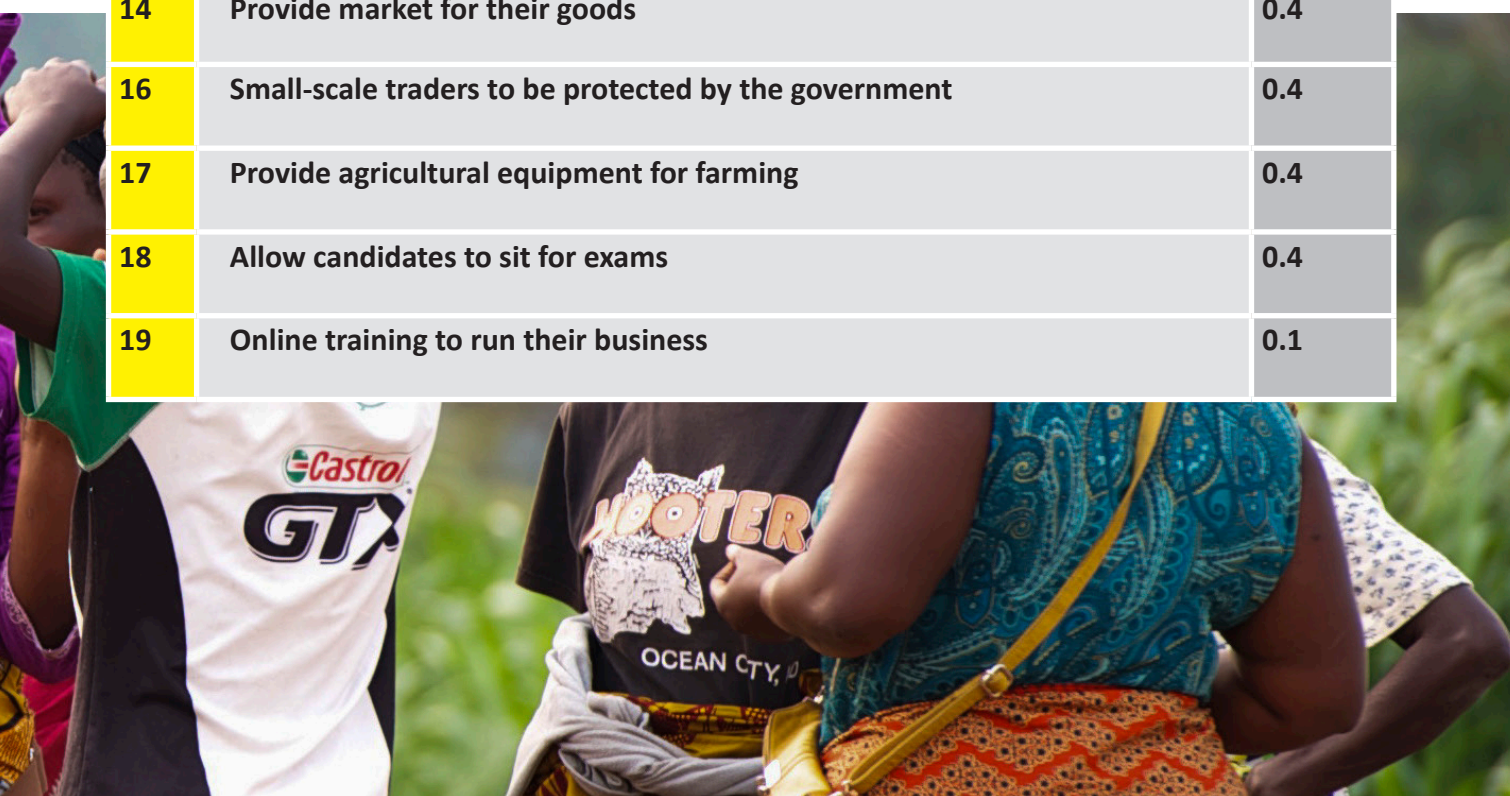 14 Provide market for their goods 0.4
16 Small-scale traders to be protected by the government 0.4
17 Provide agricultural equipment for farming 0.4
18 Allow candidates to sit for exams 0.4
19 Online training to run their business 0.1
Castrol
GTX
HOOTER
OCEAN CITY,